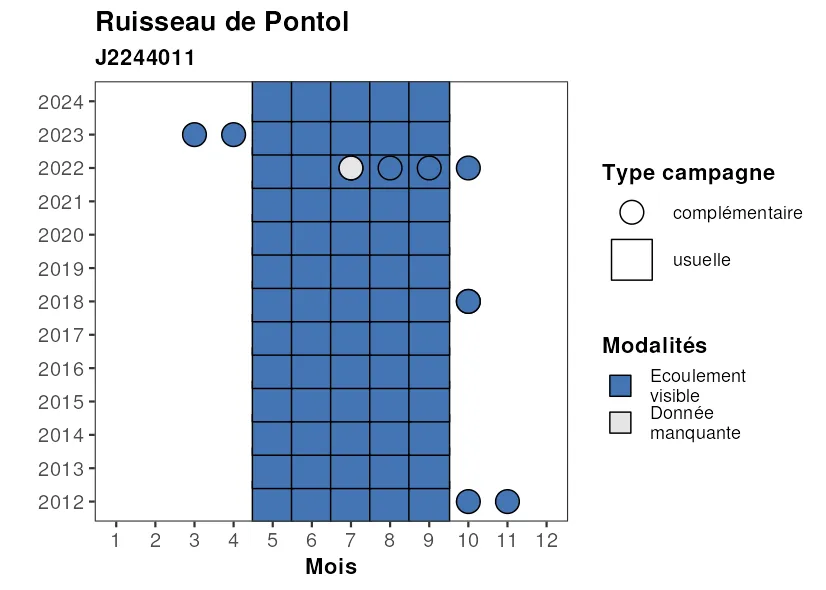 Ruisseau de Pontol
J2244011
2024
2023
2022
2021
2020
2019
2018
2017
2016
2015
2014
2013
2012
1 2 3 4 5 6 7 8 9 10 11 12
Mois
Type campagne
complémentaire
usuelle
Modalités
Ecoulement
visible
Donnée
manquante